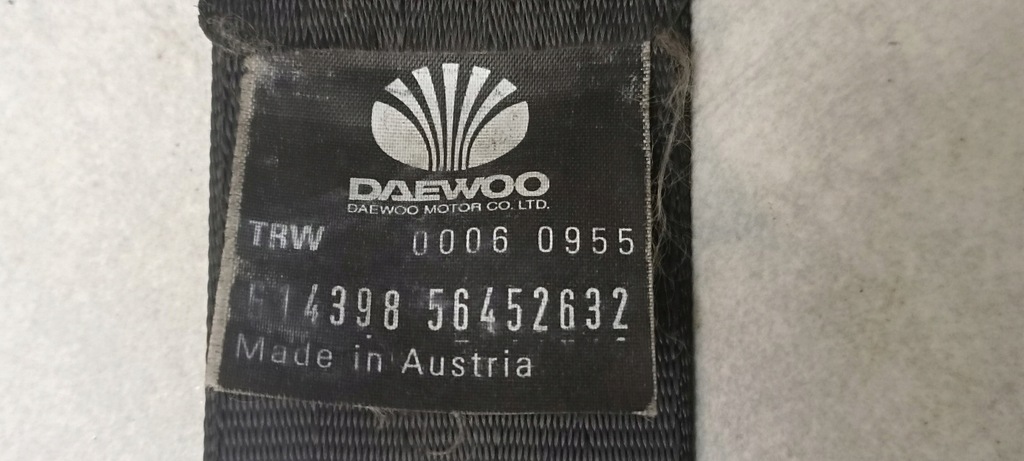 DAEWOO
DAEWOO MOTOR CO. LTD.
TRW 0006 0955
614398 56452632
Made in Austria